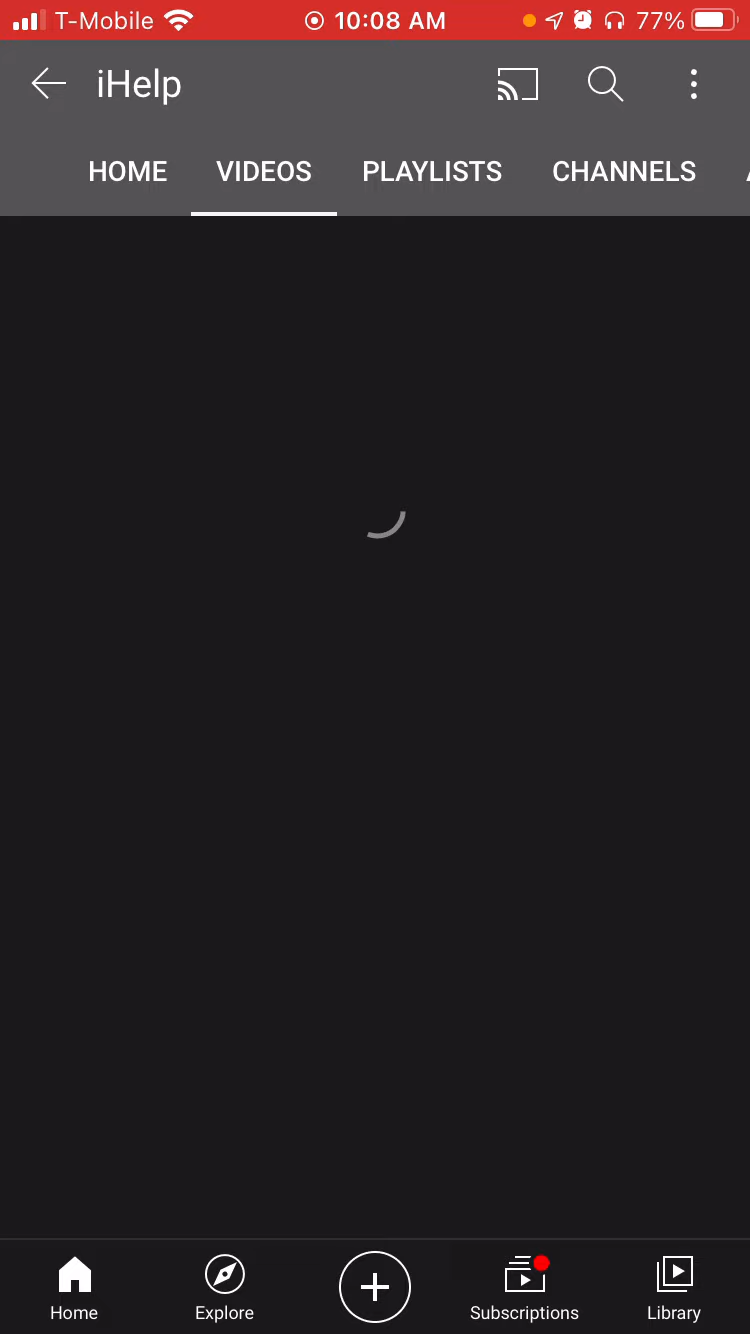 T-Mobile 10:08 AM 77%
iHelp
HOME VIDEOS PLAYLISTS CHANNELS
Home Explore Subscriptions Library